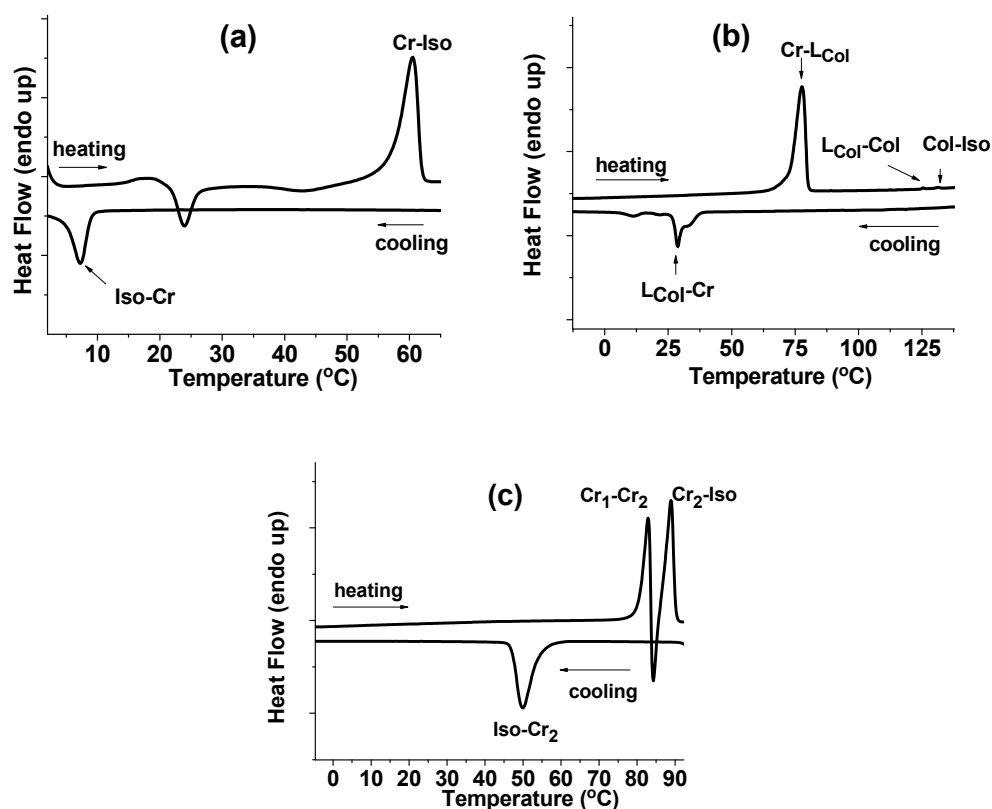 (a)
Cr-Iso
heating
cooling
Iso-Cr
Heat Flow (endo up)
10 20 30 40 50 60
Temperature (oC)
(b)
Cr-LCol
LCol-Col
Col-Iso
heating
cooling
LCol-Cr
Heat Flow (endo up)
0 25 50 75 100 125
Temperature (oC)
(c)
Cr1-Cr2
Cr2-Iso
heating
cooling
Iso-Cr2
Heat Flow (endo up)
0 10 20 30 40 50 60 70 80 90
Temperature (oC)